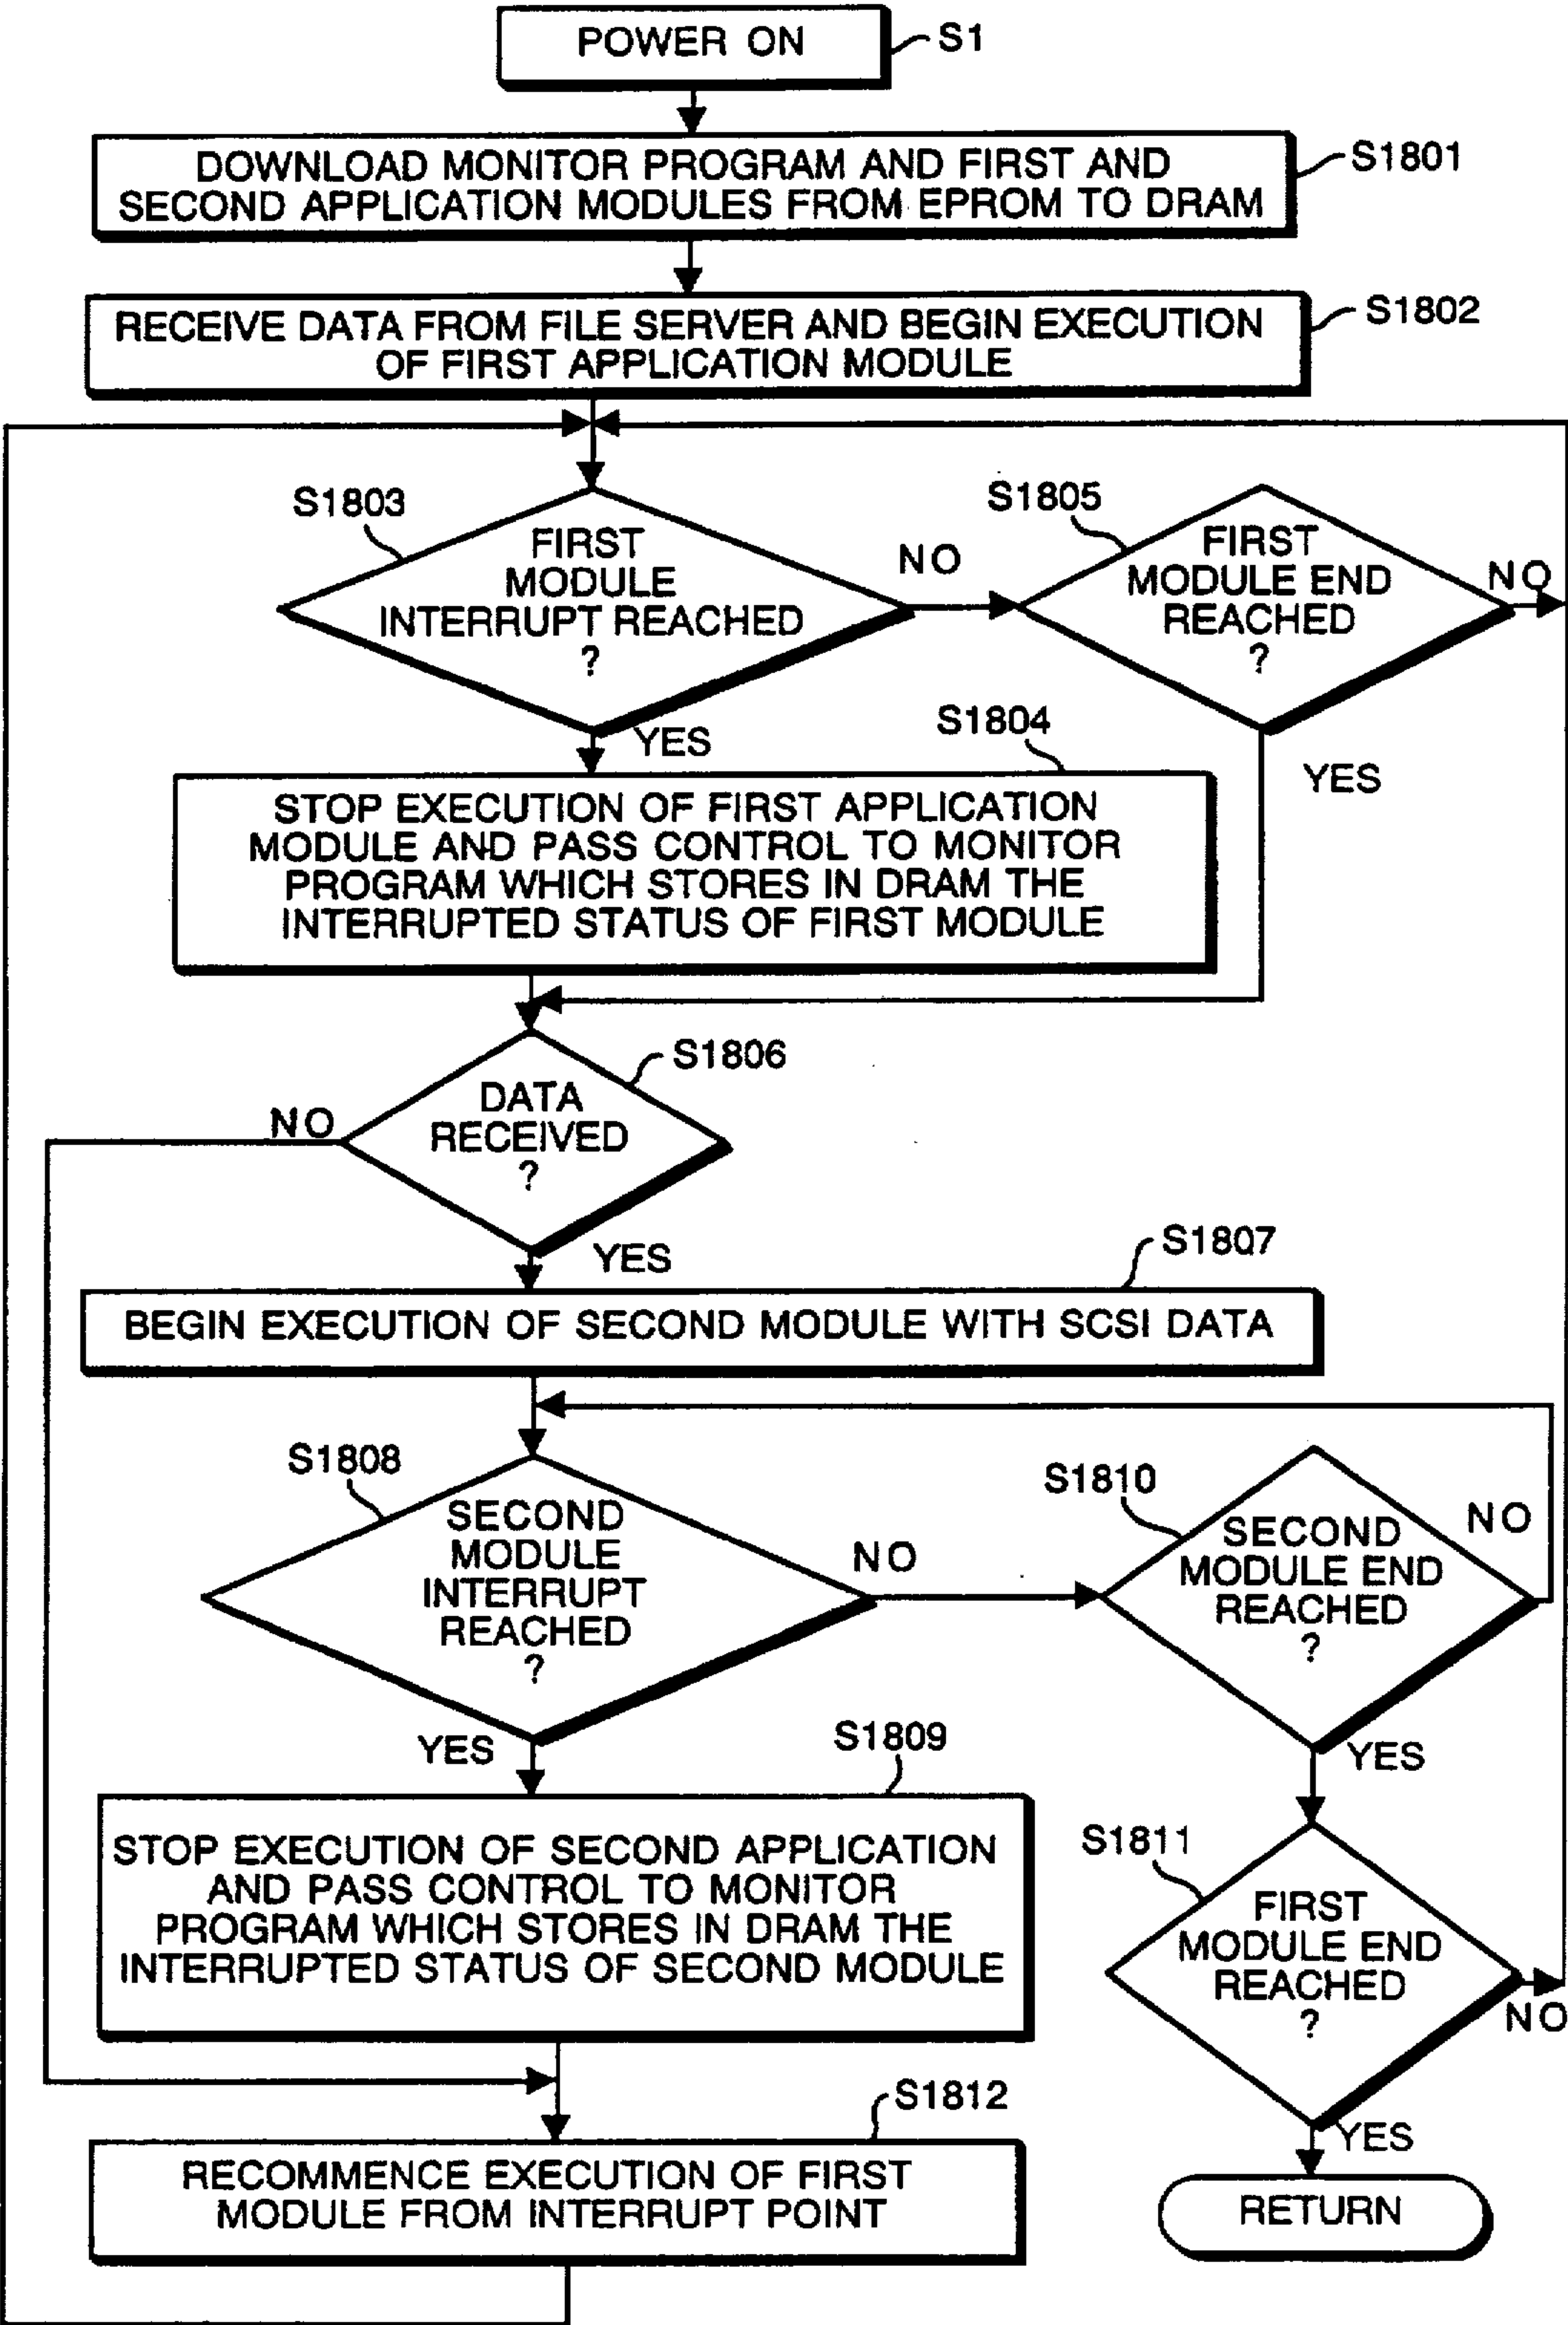 POWER ON
S1
DOWNLOAD MONITOR PROGRAM AND FIRST AND
SECOND APPLICATION MODULES FROM EPROM TO DRAM
S1801
RECEIVE DATA FROM FILE SERVER AND BEGIN EXECUTION
OF FIRST APPLICATION MODULE
S1802
S1803
FIRST
MODULE
INTERRUPT REACHED
?
NO
YES
S1805
FIRST
MODULE END
REACHED
?
NO
YES
S1804
STOP EXECUTION OF FIRST APPLICATION
MODULE AND PASS CONTROL TO MONITOR
PROGRAM WHICH STORES IN DRAM THE
INTERRUPTED STATUS OF FIRST MODULE
S1806
DATA
RECEIVED
?
NO
YES
S1807
BEGIN EXECUTION OF SECOND MODULE WITH SCSI DATA
S1808
SECOND
MODULE
INTERRUPT
REACHED
?
NO
YES
S1810
SECOND
MODULE END
REACHED
?
NO
YES
S1809
STOP EXECUTION OF SECOND APPLICATION
AND PASS CONTROL TO MONITOR
PROGRAM WHICH STORES IN DRAM THE
INTERRUPTED STATUS OF SECOND MODULE
S1811
FIRST
MODULE END
REACHED
?
NO
YES
S1812
RECOMMENCE EXECUTION OF FIRST
MODULE FROM INTERRUPT POINT
RETURN